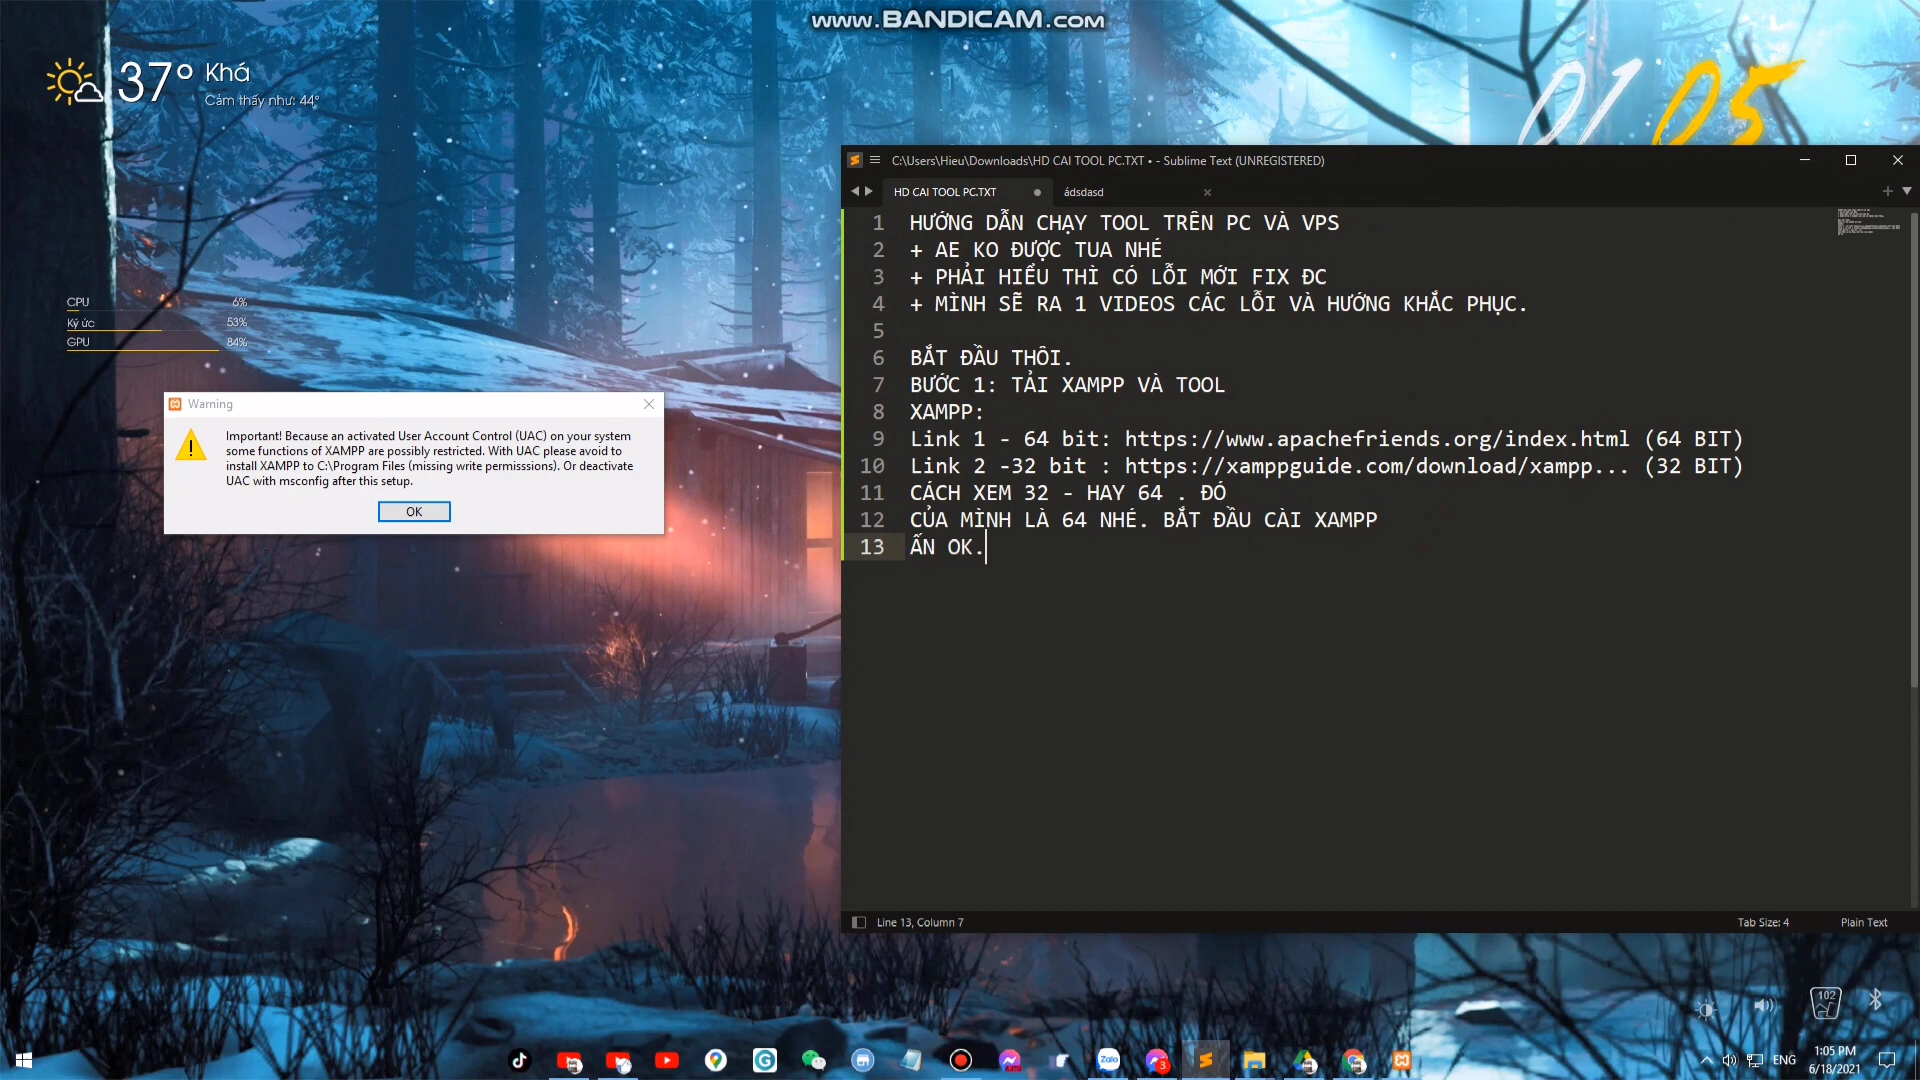 www.BANDICAM.com
37° Khá
Cảm thấy như: 44°
01 05
CPU 6%
Ký ức 53%
GPU 84%
Warning
Important! Because an activated User Account Control (UAC) on your system
some functions of XAMPP are possibly restricted. With UAC please avoid to
install XAMPP to C:\Program Files (missing write permisssions). Or deactivate
UAC with msconfig after this setup.
OK
C:\Users\Hieu\Downloads\HD CAI TOOL PC.TXT • - Sublime Text (UNREGISTERED)
HD CAI TOOL PC.TXT
ádsdasd
1 HƯỚNG DẪN CHẠY TOOL TRÊN PC VÀ VPS
2 + AE KO ĐƯỢC TUA NHÉ
3 + PHẢI HIỂU THÌ CÓ LỖI MỚI FIX ĐC
4 + MÌNH SẼ RA 1 VIDEOS CÁC LỖI VÀ HƯỚNG KHẮC PHỤC.
5
6 BẮT ĐẦU THÔI.
7 BƯỚC 1: TẢI XAMPP VÀ TOOL
8 XAMPP:
9 Link 1 - 64 bit: https://www.apachefriends.org/index.html (64 BIT)
10 Link 2 -32 bit : https://xamppguide.com/download/xampp... (32 BIT)
11 CÁCH XEM 32 - HAY 64 . ĐÓ
12 CỦA MÌNH LÀ 64 NHÉ. BẮT ĐẦU CÀI XAMPP
13 ẤN OK.
Line 13, Column 7
Tab Size: 4
Plain Text
102
Zalo
3
ENG
1:05 PM
6/18/2021